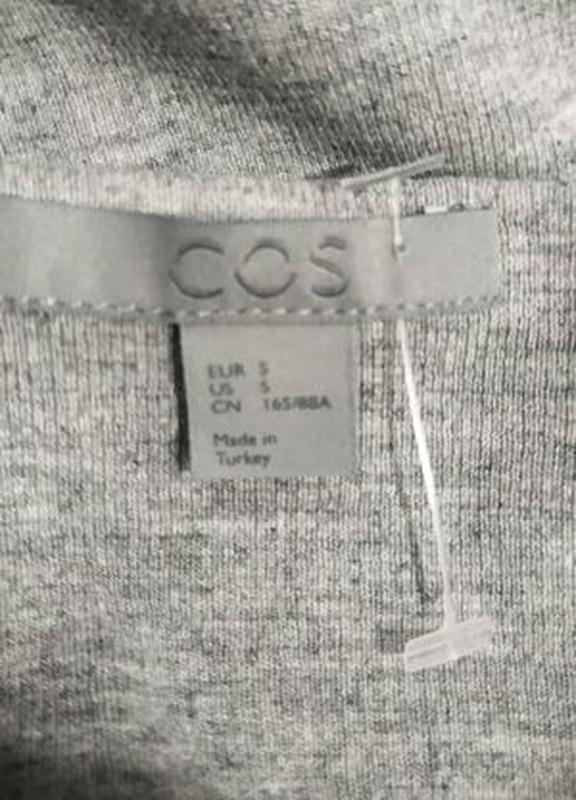 COS
EUR S
US S
CN 165/88A
Made in
Turkey